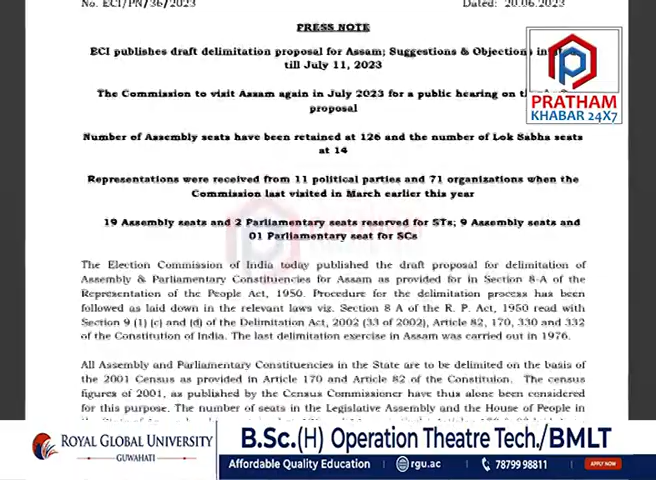 No. ECI/PN/36/2023 Dated: 20.06.2023
PRESS NOTE
ECI publishes draft delimitation proposal for Assam; Suggestions & Objections
till July 11, 2023
The Commission to visit Assam again in July 2023 for a public hearing on
proposal
Number of Assembly seats have been retained at 126 and the number of Lok Sabha seats
at 14
Representations were received from 11 political parties and 71 organizations when the
Commission last visited in March earlier this year
19 Assembly seats and 2 Parliamentary seats reserved for STs; 9 Assembly seats and
01 Parliamentary seat for SCs
The Election Commission of India today published the draft proposal for delimitation of
Assembly & Parliamentary Constituencies for Assam as provided for in Section 8-A of the
Representation of the People Act, 1950. Procedure for the delimitation process has been
followed as laid down in the relevant laws viz. Section 8 A of the R. P. Act, 1950 read with
Section 9 (1) (c) and (d) of the Delimitation Act, 2002 (33 of 2002), Article 82, 170, 330 and 332
of the Constitution of India. The last delimitation exercise in Assam was carried out in 1976.
All Assembly and Parliamentary Constituencies in the State are to be delimited on the basis of
the 2001 Census as provided in Article 170 and Article 82 of the Constituion. The census
figures of 2001, as published by the Census Commissioner have thus alone been considered
for this purpose. The number of seats in the Legislative Assembly and the House of People in
PRATHAM
KHABAR 24X7
ROYAL GLOBAL UNIVERSITY
GUWAHATI
B.Sc.(H) Operation Theatre Tech./BMLT
Affordable Quality Education rgu.ac 78799 98811 APPLY NOW